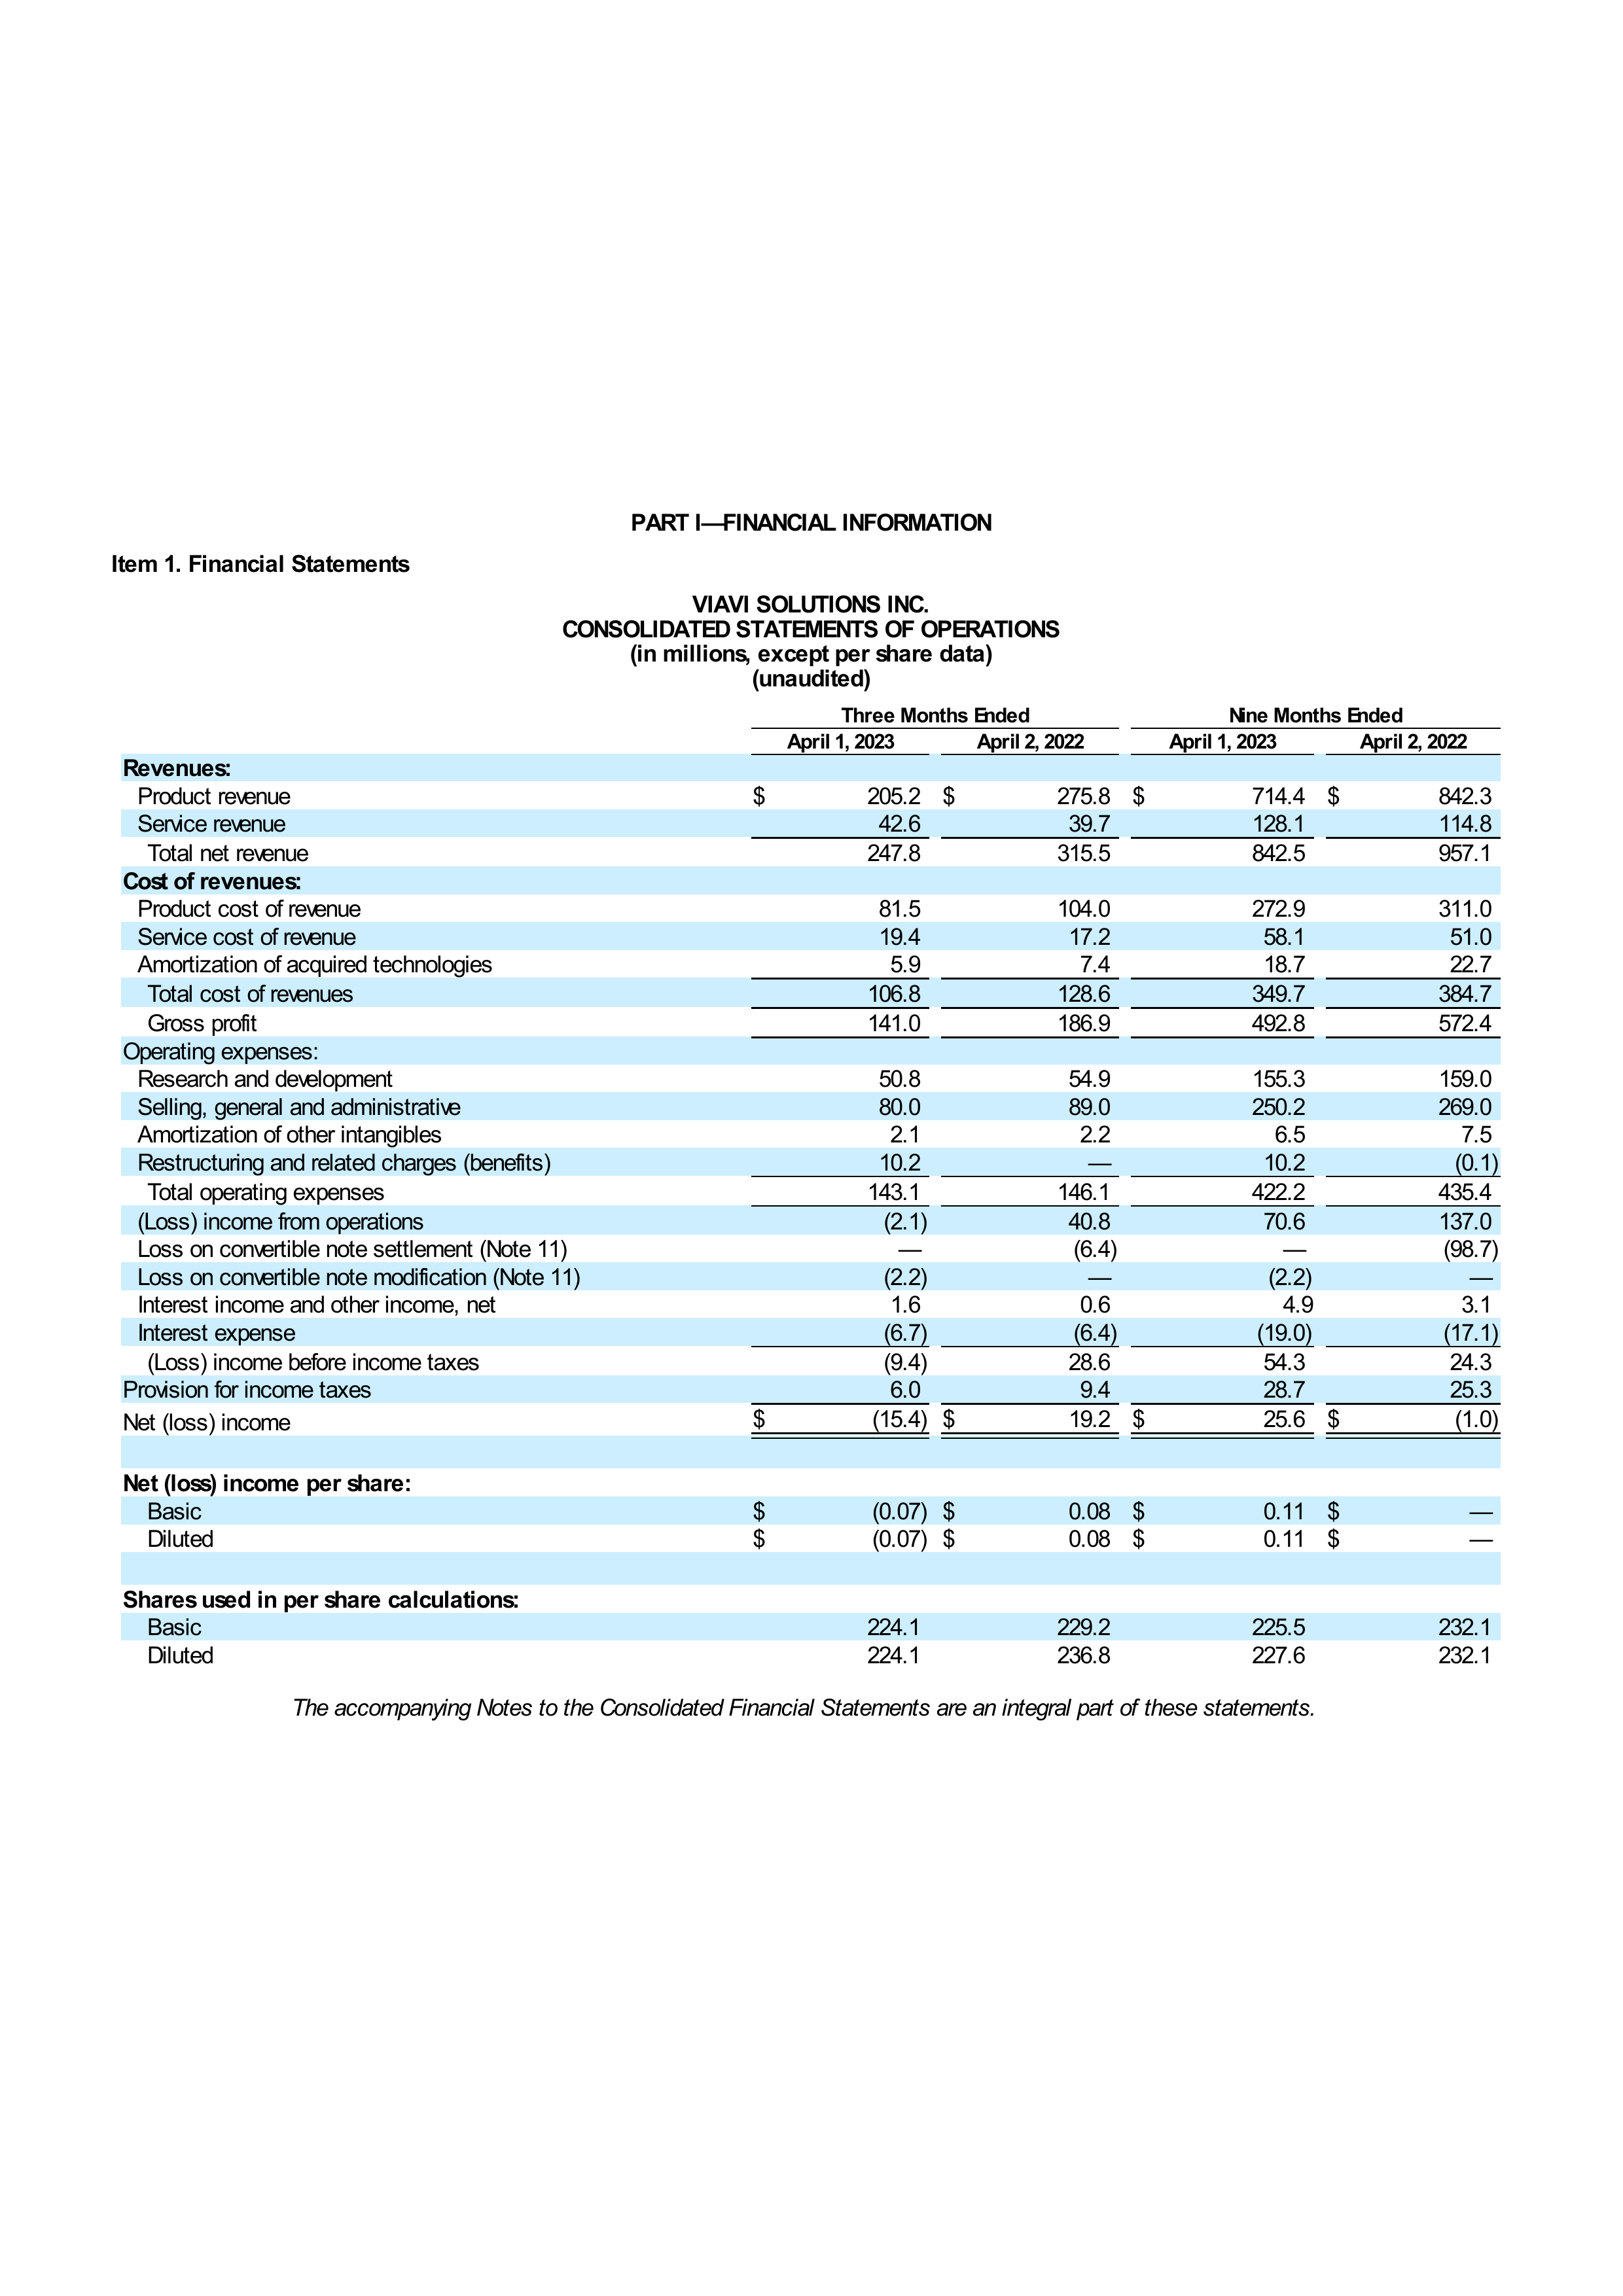 PART I—FINANCIAL INFORMATION
Item 1. Financial Statements
VIAVI SOLUTIONS INC.
CONSOLIDATED STATEMENTS OF OPERATIONS
(in millions, except per share data)
(unaudited)
Three Months Ended Nine Months Ended
April 1, 2023 April 2, 2022 April 1, 2023 April 2, 2022
Revenues:
Product revenue $ 205.2 $ 275.8 $ 714.4 $ 842.3
Service revenue 42.6 39.7 128.1 114.8
Total net revenue 247.8 315.5 842.5 957.1
Cost of revenues:
Product cost of revenue 81.5 104.0 272.9 311.0
Service cost of revenue 19.4 17.2 58.1 51.0
Amortization of acquired technologies 5.9 7.4 18.7 22.7
Total cost of revenues 106.8 128.6 349.7 384.7
Gross profit 141.0 186.9 492.8 572.4
Operating expenses:
Research and development 50.8 54.9 155.3 159.0
Selling, general and administrative 80.0 89.0 250.2 269.0
Amortization of other intangibles 2.1 2.2 6.5 7.5
Restructuring and related charges (benefits) 10.2 — 10.2 (0.1)
Total operating expenses 143.1 146.1 422.2 435.4
(Loss) income from operations (2.1) 40.8 70.6 137.0
Loss on convertible note settlement (Note 11) — (6.4) — (98.7)
Loss on convertible note modification (Note 11) (2.2) — (2.2) —
Interest income and other income, net 1.6 0.6 4.9 3.1
Interest expense (6.7) (6.4) (19.0) (17.1)
(Loss) income before income taxes (9.4) 28.6 54.3 24.3
Provision for income taxes 6.0 9.4 28.7 25.3
Net (loss) income $ (15.4) $ 19.2 $ 25.6 $ (1.0)
Net (loss) income per share:
Basic $ (0.07) $ 0.08 $ 0.11 $ —
Diluted $ (0.07) $ 0.08 $ 0.11 $ —
Shares used in per share calculations:
Basic 224.1 229.2 225.5 232.1
Diluted 224.1 236.8 227.6 232.1
The accompanying Notes to the Consolidated Financial Statements are an integral part of these statements.